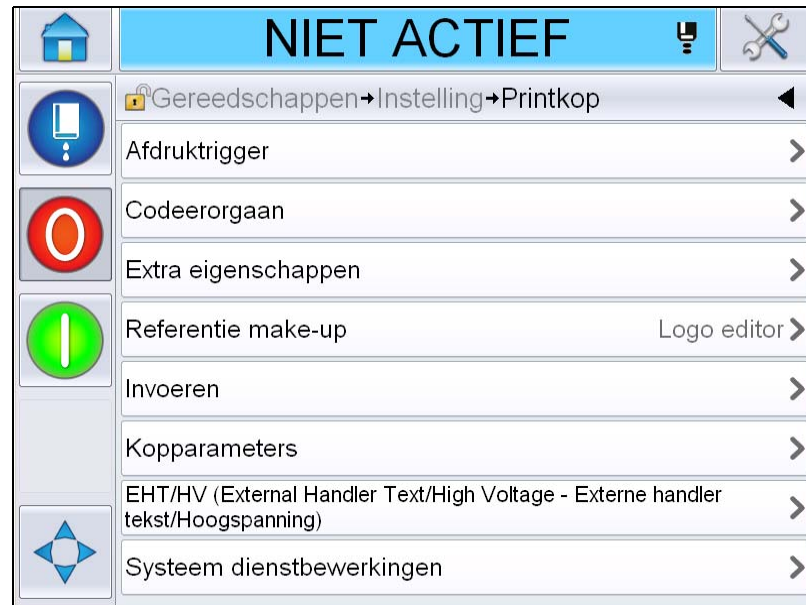 NIET ACTIEF
Gereedschappen→Instelling→Printkop
Afdruktrigger
Codeerorgaan
Extra eigenschappen
Referentie make-up Logo editor
Invoeren
Kopparameters
EHT/HV (External Handler Text/High Voltage - Externe handler
tekst/Hoogspanning)
Systeem dienstbewerkingen